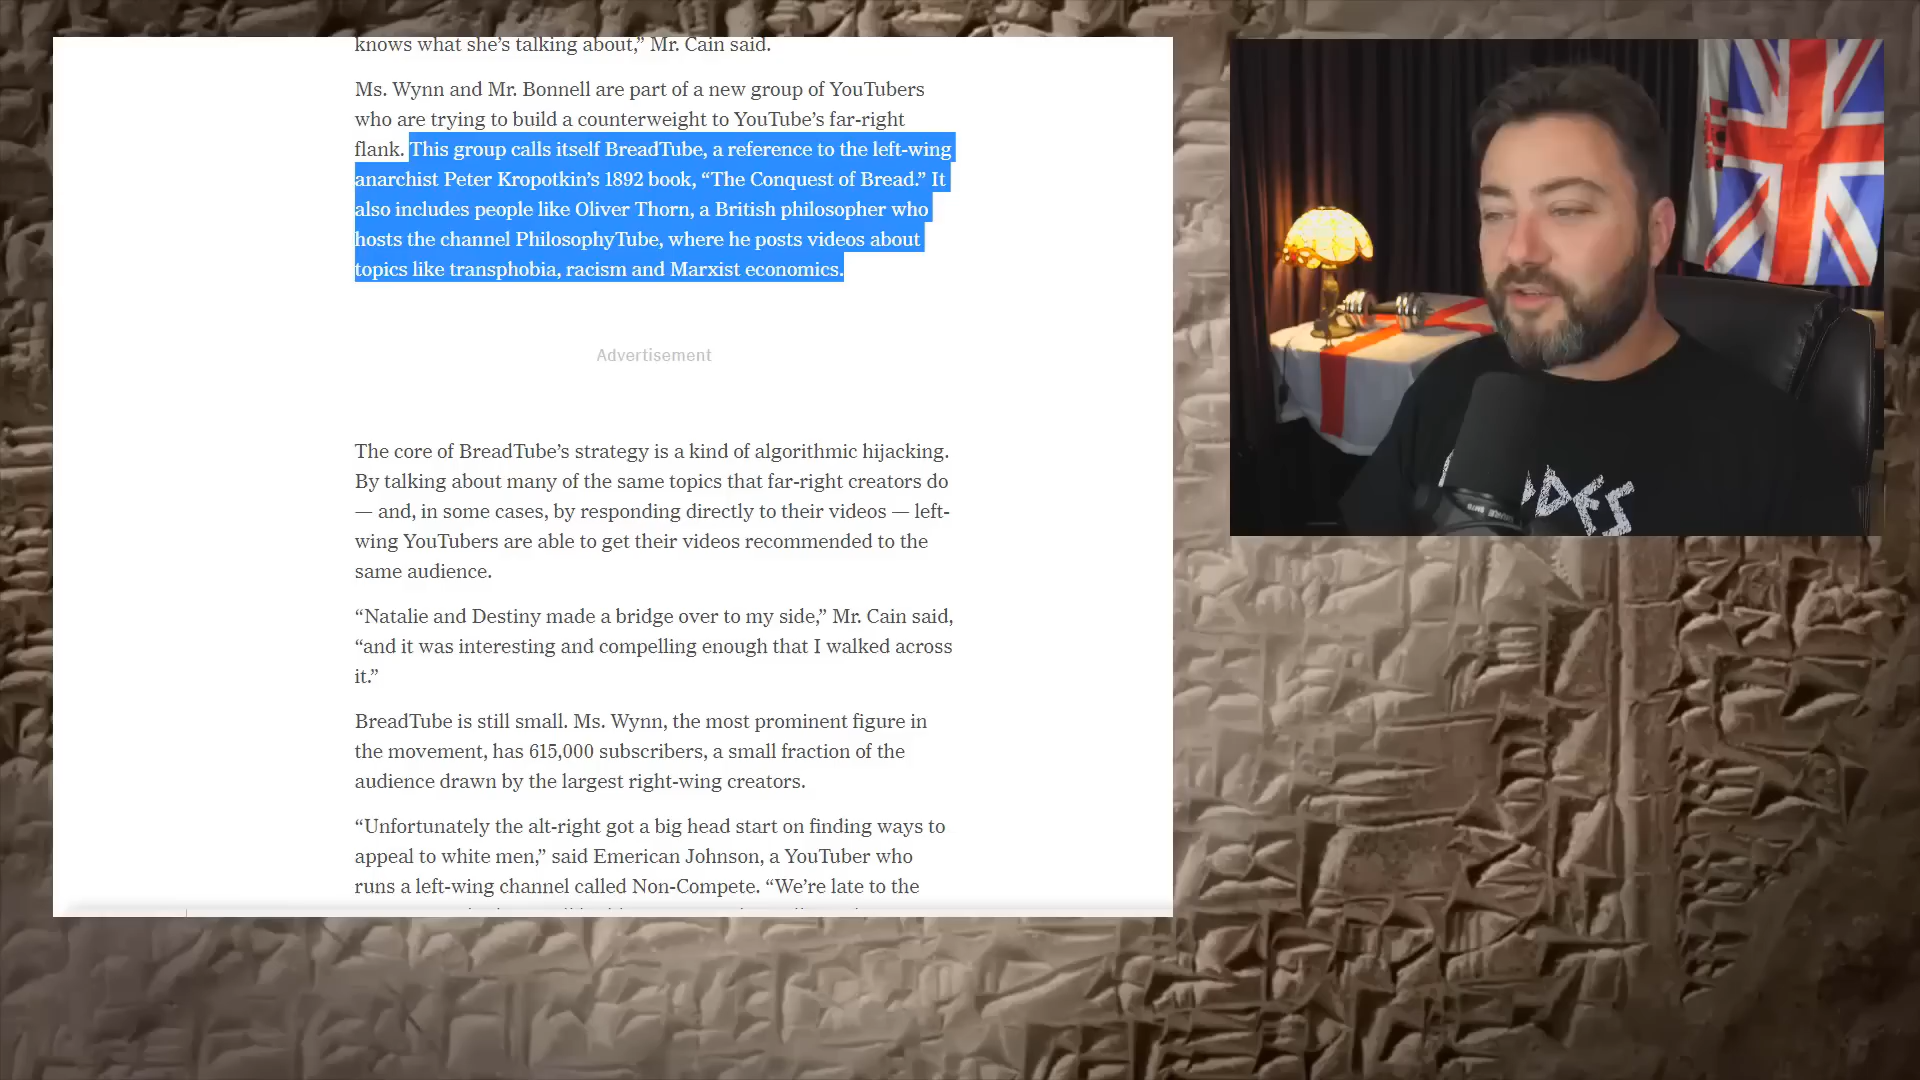 knows what she’s talking about,” Mr. Cain said.
Ms. Wynn and Mr. Bonnell are part of a new group of YouTubers
who are trying to build a counterweight to YouTube’s far-right
flank. This group calls itself BreadTube, a reference to the left-wing
anarchist Peter Kropotkin’s 1892 book, “The Conquest of Bread.” It
also includes people like Oliver Thorn, a British philosopher who
hosts the channel PhilosophyTube, where he posts videos about
topics like transphobia, racism and Marxist economics.
Advertisement
The core of BreadTube’s strategy is a kind of algorithmic hijacking.
By talking about many of the same topics that far-right creators do
— and, in some cases, by responding directly to their videos — left-
wing YouTubers are able to get their videos recommended to the
same audience.
“Natalie and Destiny made a bridge over to my side,” Mr. Cain said,
“and it was interesting and compelling enough that I walked across
it.”
BreadTube is still small. Ms. Wynn, the most prominent figure in
the movement, has 615,000 subscribers, a small fraction of the
audience drawn by the largest right-wing creators.
“Unfortunately the alt-right got a big head start on finding ways to
appeal to white men,” said Emerican Johnson, a YouTuber who
runs a left-wing channel called Non-Compete. “We’re late to the